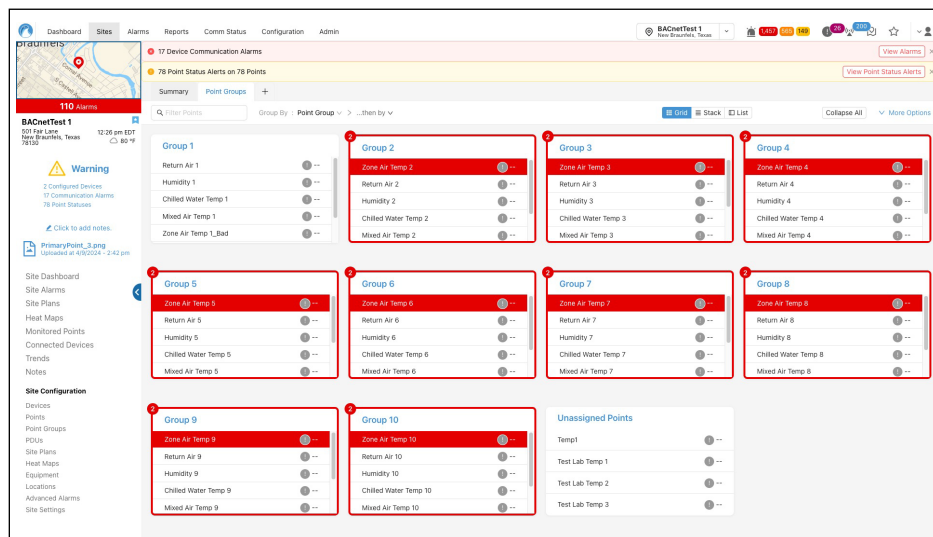 Dashboard Sites Alarms Reports Comm Status Configuration Admin
BACnetTest 1
New Braunfels, Texas
1,457 565 149
26 209
Braunfels
Comal Avenue
110 Alarms
BACnetTest 1
501 Fair Lane
New Braunfels, Texas
78130
12:26 pm EDT
80 °F
Warning
2 Configured Devices
17 Communication Alarms
78 Point Statuses
Click to add notes.
PrimaryPoint_3.png
Uploaded at 4/9/2024 - 2:42 pm
Site Dashboard
Site Alarms
Site Plans
Heat Maps
Monitored Points
Connected Devices
Trends
Notes
Site Configuration
Devices
Points
Point Groups
PDUs
Site Plans
Heat Maps
Equipment
Locations
Advanced Alarms
Site Settings
17 Device Communication Alarms
View Alarms
78 Point Status Alerts on 78 Points
View Point Status Alerts
Summary Point Groups +
Filter Points
Group By : Point Group > ...then by
Grid Stack List
Collapse All More Options
Group 1
Return Air 1 --
Humidity 1 --
Chilled Water Temp 1 --
Mixed Air Temp 1 --
Zone Air Temp 1_Bad --
2
Group 2
Zone Air Temp 2 --
Return Air 2 --
Humidity 2 --
Chilled Water Temp 2 --
Mixed Air Temp 2 --
2
Group 3
Zone Air Temp 3 --
Return Air 3 --
Humidity 3 --
Chilled Water Temp 3 --
Mixed Air Temp 3 --
2
Group 4
Zone Air Temp 4 --
Return Air 4 --
Humidity 4 --
Chilled Water Temp 4 --
Mixed Air Temp 4 --
2
Group 5
Zone Air Temp 5 --
Return Air 5 --
Humidity 5 --
Chilled Water Temp 5 --
Mixed Air Temp 5 --
2
Group 6
Zone Air Temp 6 --
Return Air 6 --
Humidity 6 --
Chilled Water Temp 6 --
Mixed Air Temp 6 --
2
Group 7
Zone Air Temp 7 --
Return Air 7 --
Humidity 7 --
Chilled Water Temp 7 --
Mixed Air Temp 7 --
2
Group 8
Zone Air Temp 8 --
Return Air 8 --
Humidity 8 --
Chilled Water Temp 8 --
Mixed Air Temp 8 --
2
Group 9
Zone Air Temp 9 --
Return Air 9 --
Humidity 9 --
Chilled Water Temp 9 --
Mixed Air Temp 9 --
2
Group 10
Zone Air Temp 10 --
Return Air 10 --
Humidity 10 --
Chilled Water Temp 10 --
Mixed Air Temp 10 --
Unassigned Points
Temp1 --
Test Lab Temp 1 --
Test Lab Temp 2 --
Test Lab Temp 3 --